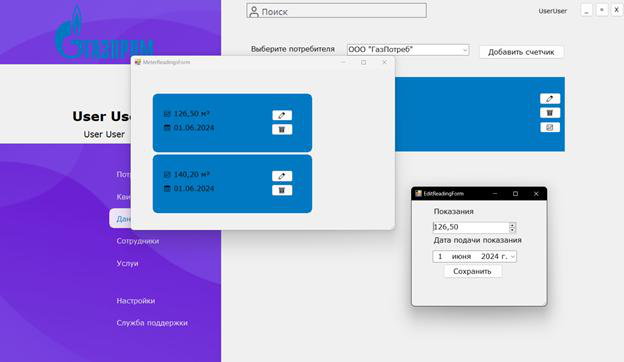 ГАЗПРОМ
Поиск
UserUser
Выберите потребителя
ООО "ГазПотреб"
Добавить счетчик
MeterReadingsForm
126,50 м³
01.06.2024
140,20 м³
01.06.2024
User
User User
Сотрудники
Услуи
Настройки
Служба поддержки
EditReadingForm
Показания
126,50
Дата подачи показания
1 июня 2024 г.
Сохранить